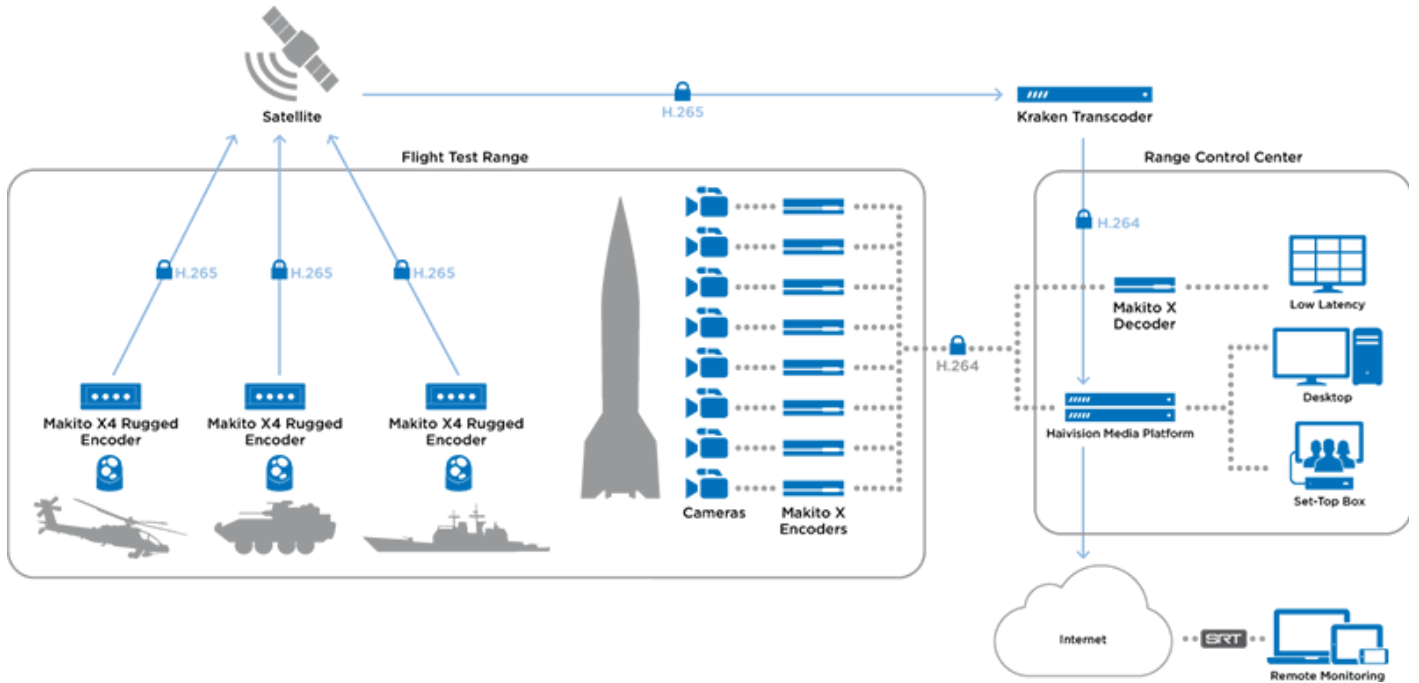 H.265
Satellite
Kraken Transcoder
Flight Test Range
Range Control Center
H.264
H.265
H.265
H.265
Low Latency
Makito X
Decoder
H.264
Desktop
Makito X4 Rugged
Encoder
Makito X4 Rugged
Encoder
Makito X4 Rugged
Encoder
Haivision Media Platform
Set-Top Box
Cameras
Makito X
Encoders
Internet
SRT
Remote Monitoring